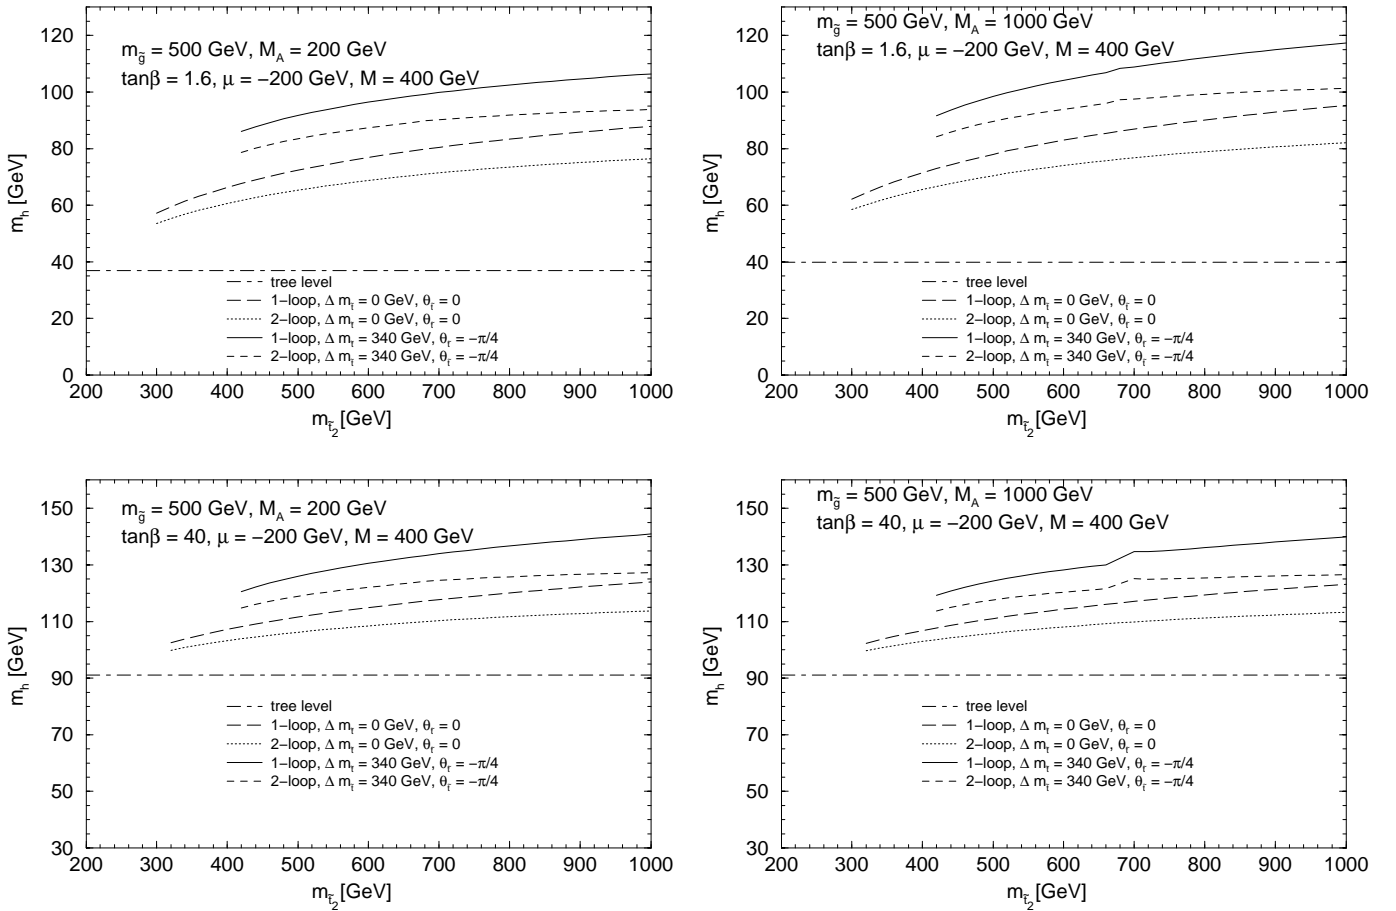 m_g̃ = 500 GeV, M_A = 200 GeV
tanβ = 1.6, μ = −200 GeV, M = 400 GeV
120
100
80
60
40
20
0
m_h [GeV]
tree level
1−loop, Δ m_t̃ = 0 GeV, θ_t̃ = 0
2−loop, Δ m_t̃ = 0 GeV, θ_t̃ = 0
1−loop, Δ m_t̃ = 340 GeV, θ_t̃ = −π/4
2−loop, Δ m_t̃ = 340 GeV, θ_t̃ = −π/4
200 300 400 500 600 700 800 900 1000
m_t̃2 [GeV]
m_g̃ = 500 GeV, M_A = 1000 GeV
tanβ = 1.6, μ = −200 GeV, M = 400 GeV
120
100
80
60
40
20
0
m_h [GeV]
tree level
1−loop, Δ m_t̃ = 0 GeV, θ_t̃ = 0
2−loop, Δ m_t̃ = 0 GeV, θ_t̃ = 0
1−loop, Δ m_t̃ = 340 GeV, θ_t̃ = −π/4
2−loop, Δ m_t̃ = 340 GeV, θ_t̃ = −π/4
200 300 400 500 600 700 800 900 1000
m_t̃2 [GeV]
m_g̃ = 500 GeV, M_A = 200 GeV
tanβ = 40, μ = −200 GeV, M = 400 GeV
150
130
110
90
70
50
30
m_h [GeV]
tree level
1−loop, Δ m_t̃ = 0 GeV, θ_t̃ = 0
2−loop, Δ m_t̃ = 0 GeV, θ_t̃ = 0
1−loop, Δ m_t̃ = 340 GeV, θ_t̃ = −π/4
2−loop, Δ m_t̃ = 340 GeV, θ_t̃ = −π/4
200 300 400 500 600 700 800 900 1000
m_t̃2 [GeV]
m_g̃ = 500 GeV, M_A = 1000 GeV
tanβ = 40, μ = −200 GeV, M = 400 GeV
150
130
110
90
70
50
30
m_h [GeV]
tree level
1−loop, Δ m_t̃ = 0 GeV, θ_t̃ = 0
2−loop, Δ m_t̃ = 0 GeV, θ_t̃ = 0
1−loop, Δ m_t̃ = 340 GeV, θ_t̃ = −π/4
2−loop, Δ m_t̃ = 340 GeV, θ_t̃ = −π/4
200 300 400 500 600 700 800 900 1000
m_t̃2 [GeV]